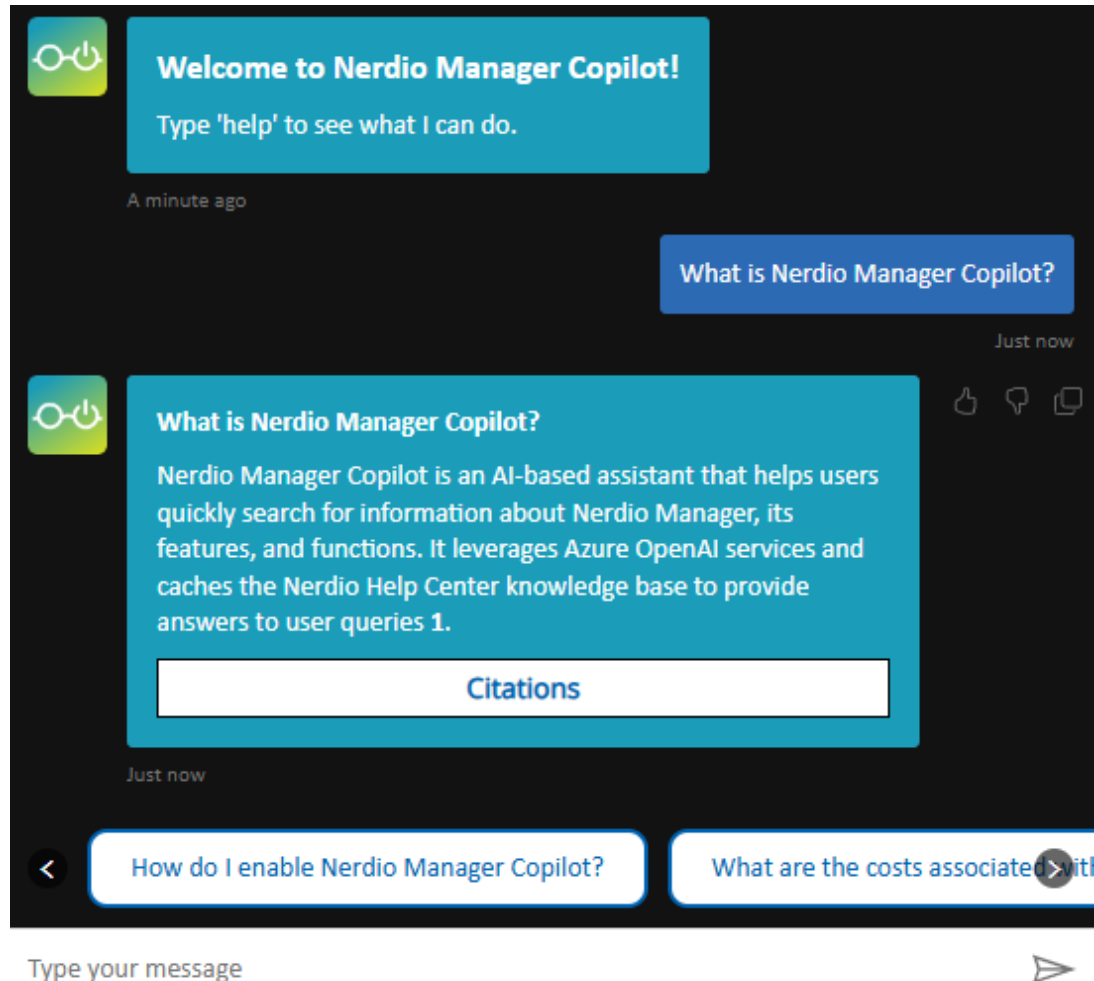 Welcome to Nerdio Manager Copilot!
Type 'help' to see what I can do.
A minute ago
What is Nerdio Manager Copilot?
Just now
What is Nerdio Manager Copilot?
Nerdio Manager Copilot is an AI-based assistant that helps users
quickly search for information about Nerdio Manager, its
features, and functions. It leverages Azure OpenAI services and
caches the Nerdio Help Center knowledge base to provide
answers to user queries 1.
Citations
Just now
How do I enable Nerdio Manager Copilot?
What are the costs associated with
Type your message